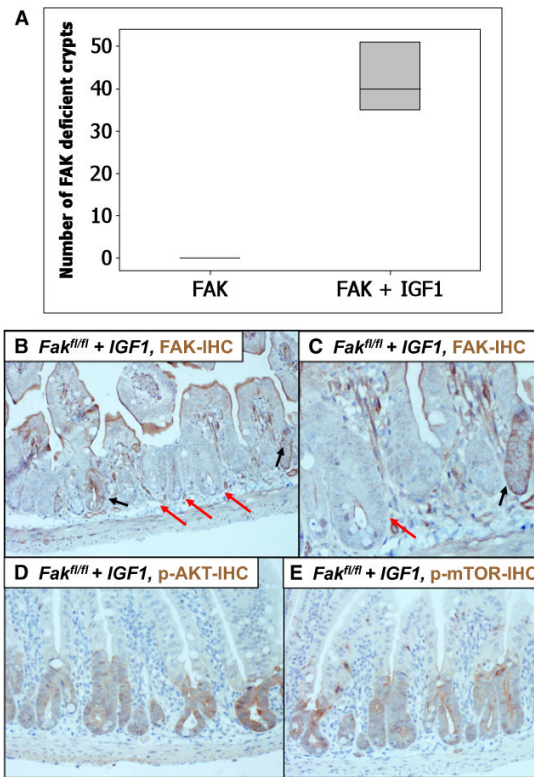 A
Number of FAK deficient crypts
50
40
30
20
10
0
FAK
FAK + IGF1
B Fakfl/fl + IGF1, FAK-IHC
C Fakfl/fl + IGF1, FAK-IHC
D Fakfl/fl + IGF1, p-AKT-IHC
E Fakfl/fl + IGF1, p-mTOR-IHC